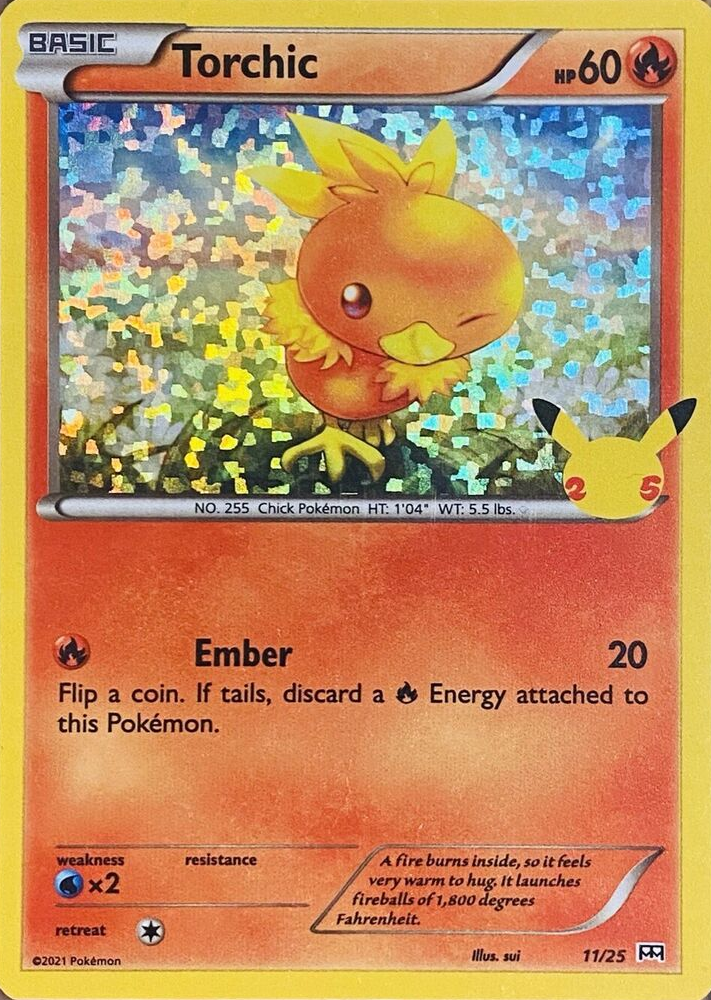 BASIC
Torchic
HP60
25
NO. 255 Chick Pokémon HT: 1'04" WT: 5.5 lbs.
Ember 20
Flip a coin. If tails, discard a Energy attached to
this Pokémon.
weakness resistance
×2
retreat
A fire burns inside, so it feels
very warm to hug. It launches
fireballs of 1,800 degrees
Fahrenheit.
©2021 Pokémon
Illus. sui
11/25